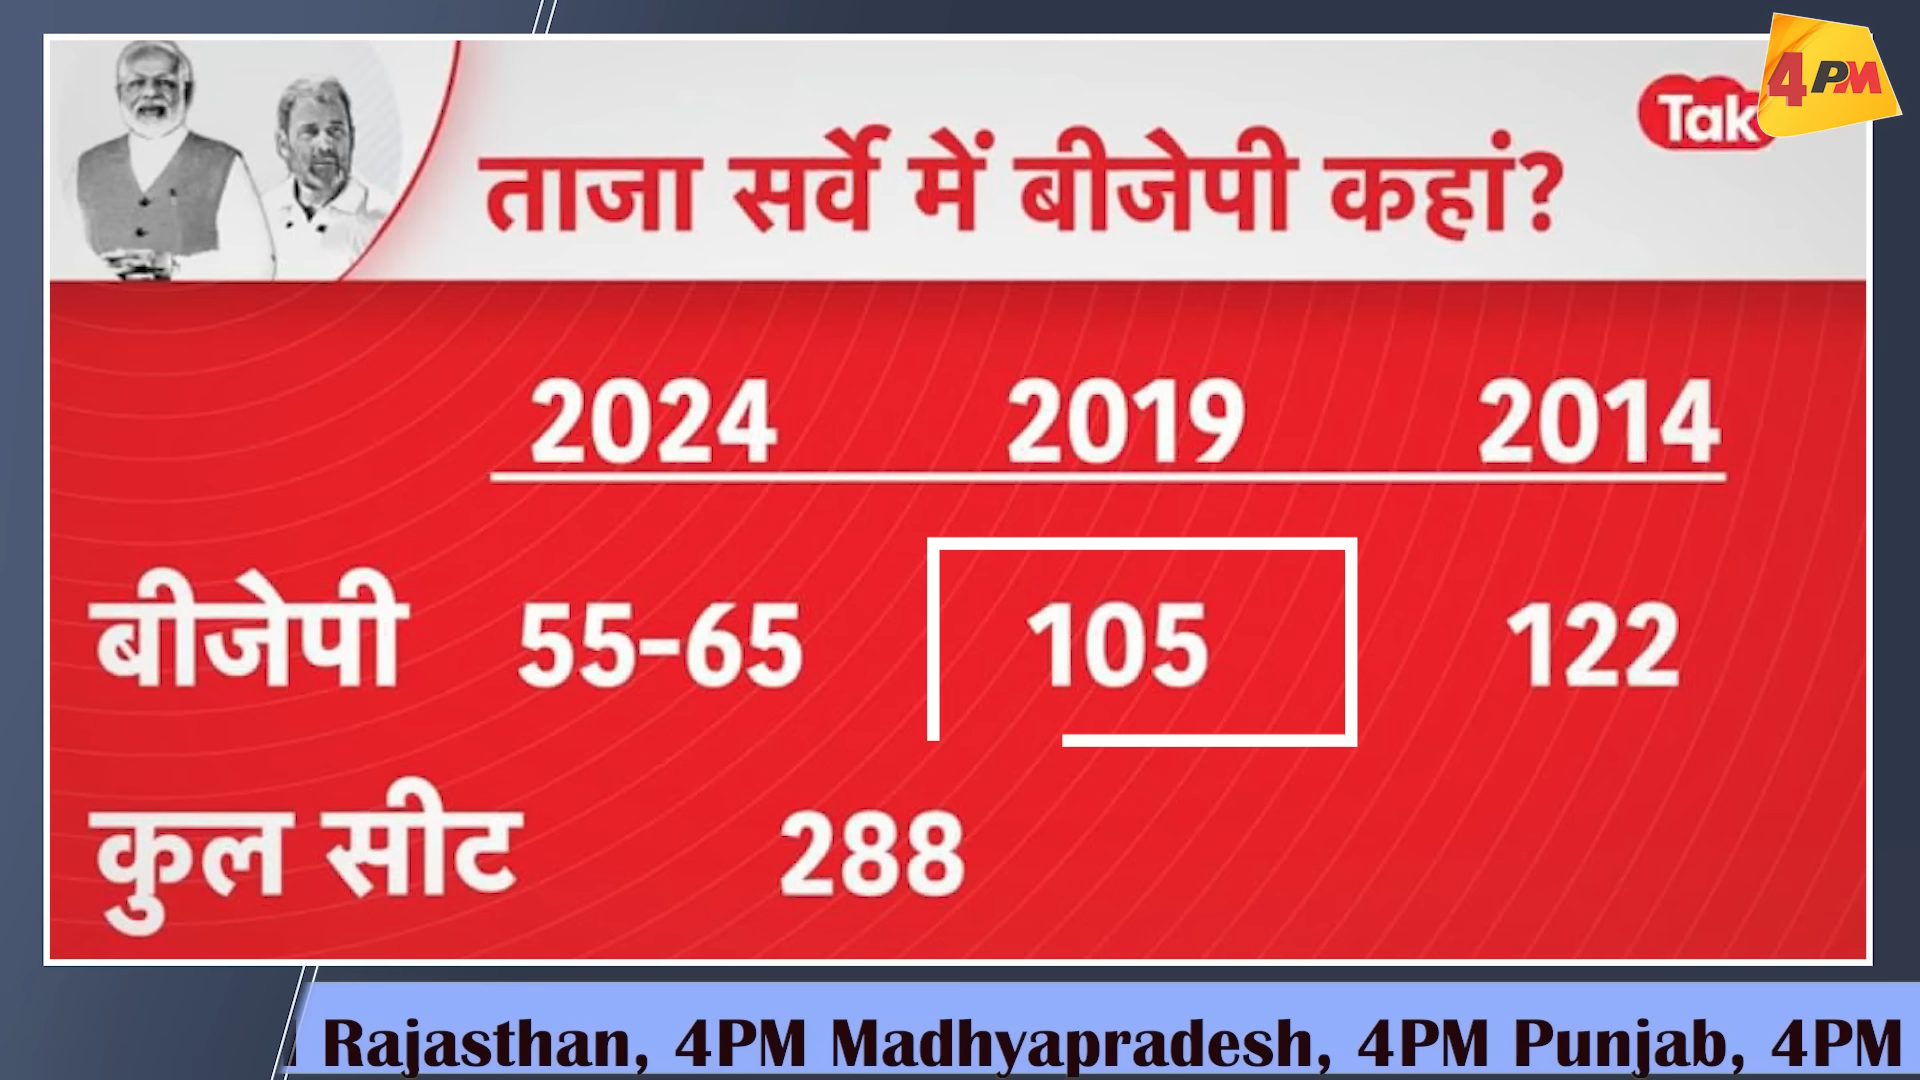 Tak
4PM
ताजा सर्वे में बीजेपी कहां?
2024 2019 2014
बीजेपी 55-65 105 122
कुल सीट 288
Rajasthan, 4PM Madhyapradesh, 4PM Punjab, 4PM